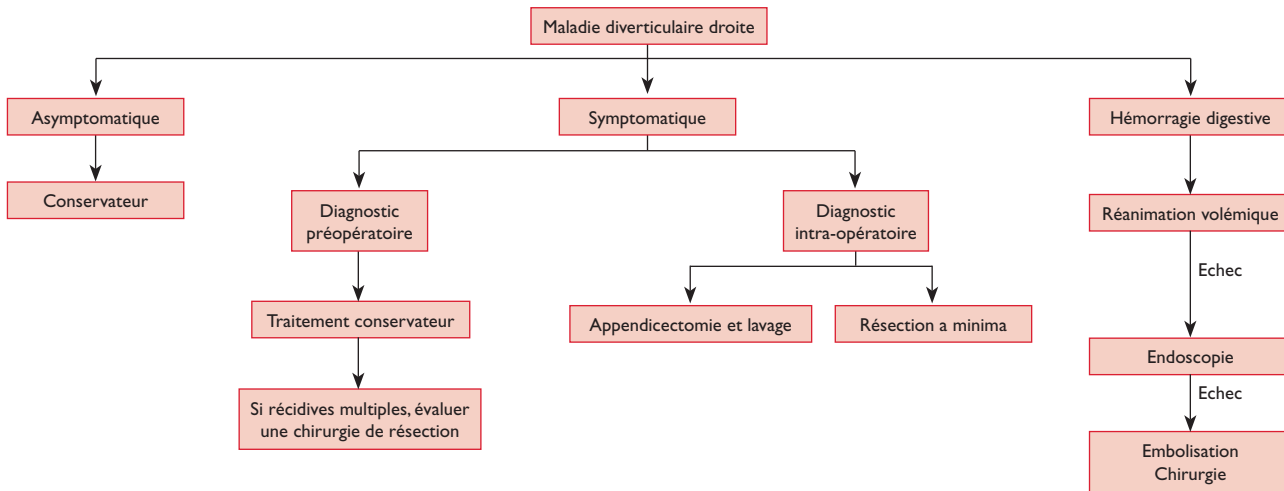 Maladie diverticulaire droite
Asymptomatique
Symptomatique
Hémorragie digestive
Conservateur
Diagnostic
préopératoire
Diagnostic
intra-opératoire
Réanimation volémique
Echec
Traitement conservateur
Appendicectomie et lavage
Résection a minima
Endoscopie
Echec
Si récidives multiples, évaluer
une chirurgie de résection
Embolisation
Chirurgie